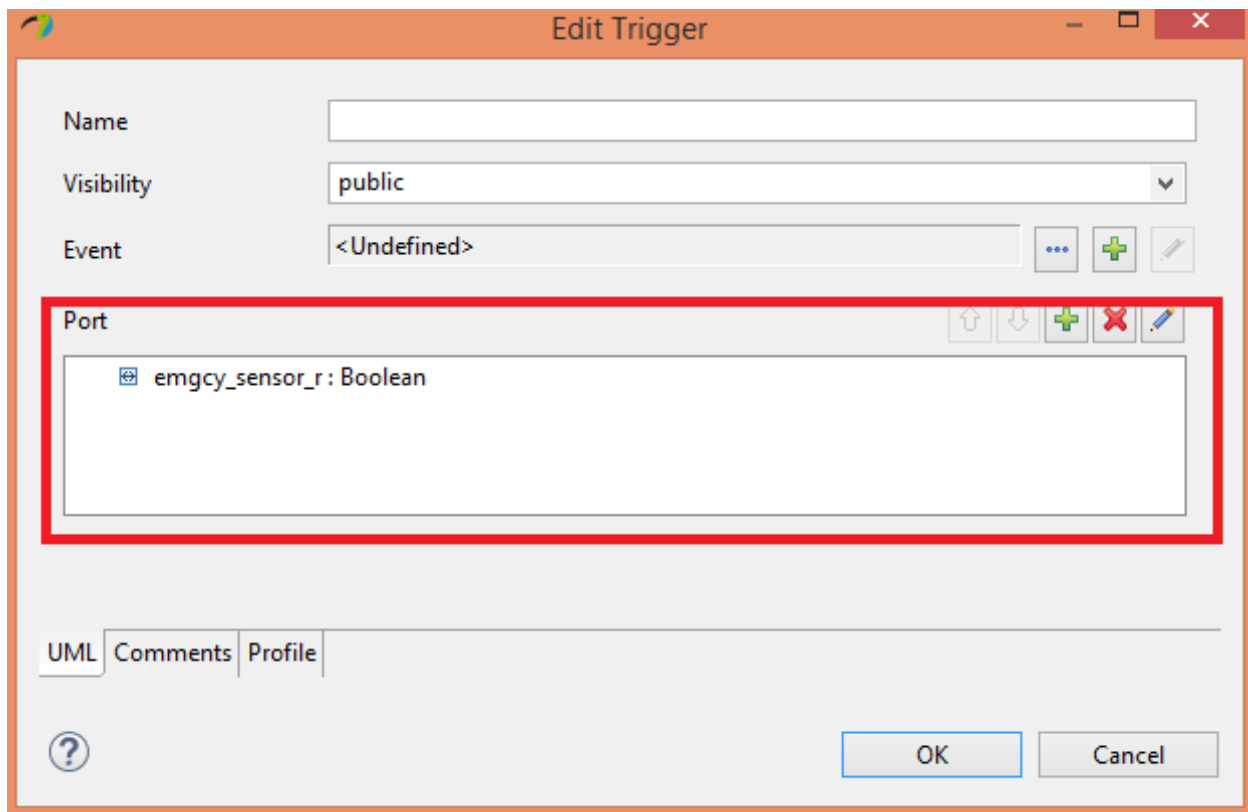 Edit Trigger
Name
Visibility public
Event <Undefined>
Port
emgcy_sensor_r : Boolean
UML Comments Profile
OK Cancel